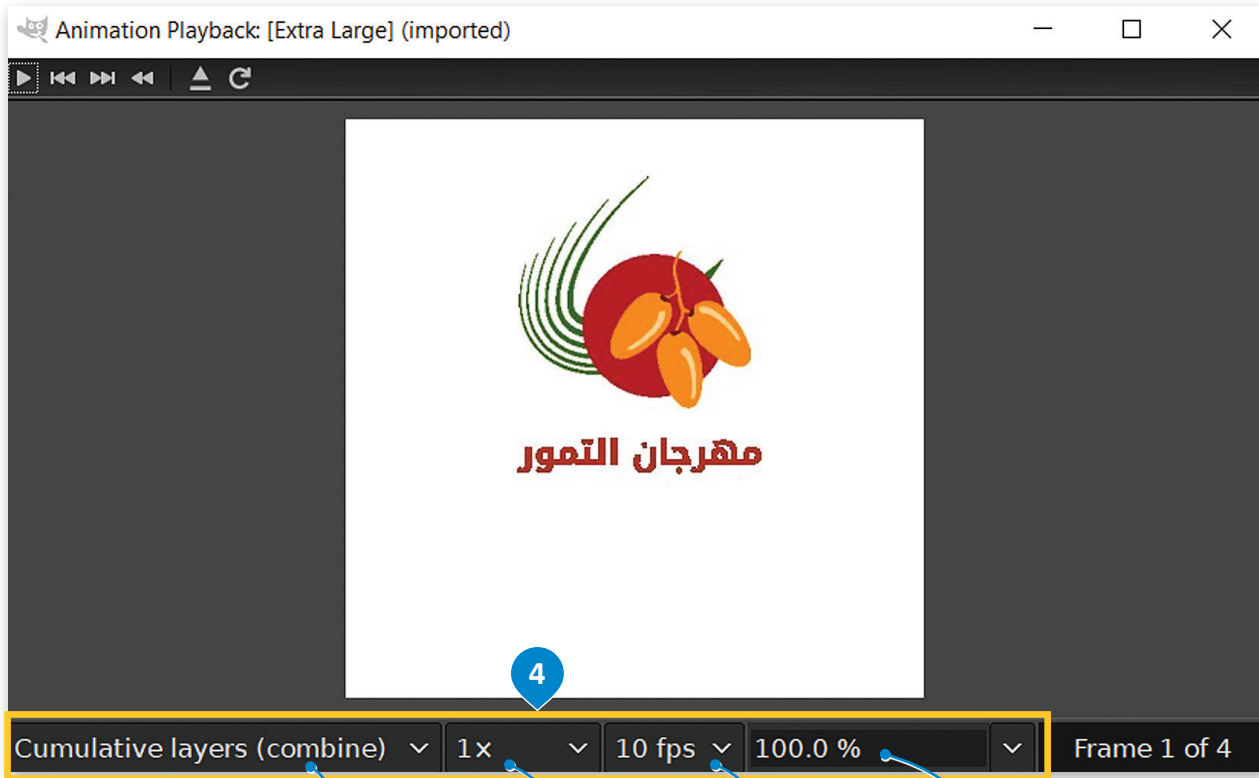 Animation Playback: [Extra Large] (imported)
مهرجان التمور
4
Cumulative layers (combine) 1× 10 fps 100.0 % Frame 1 of 4